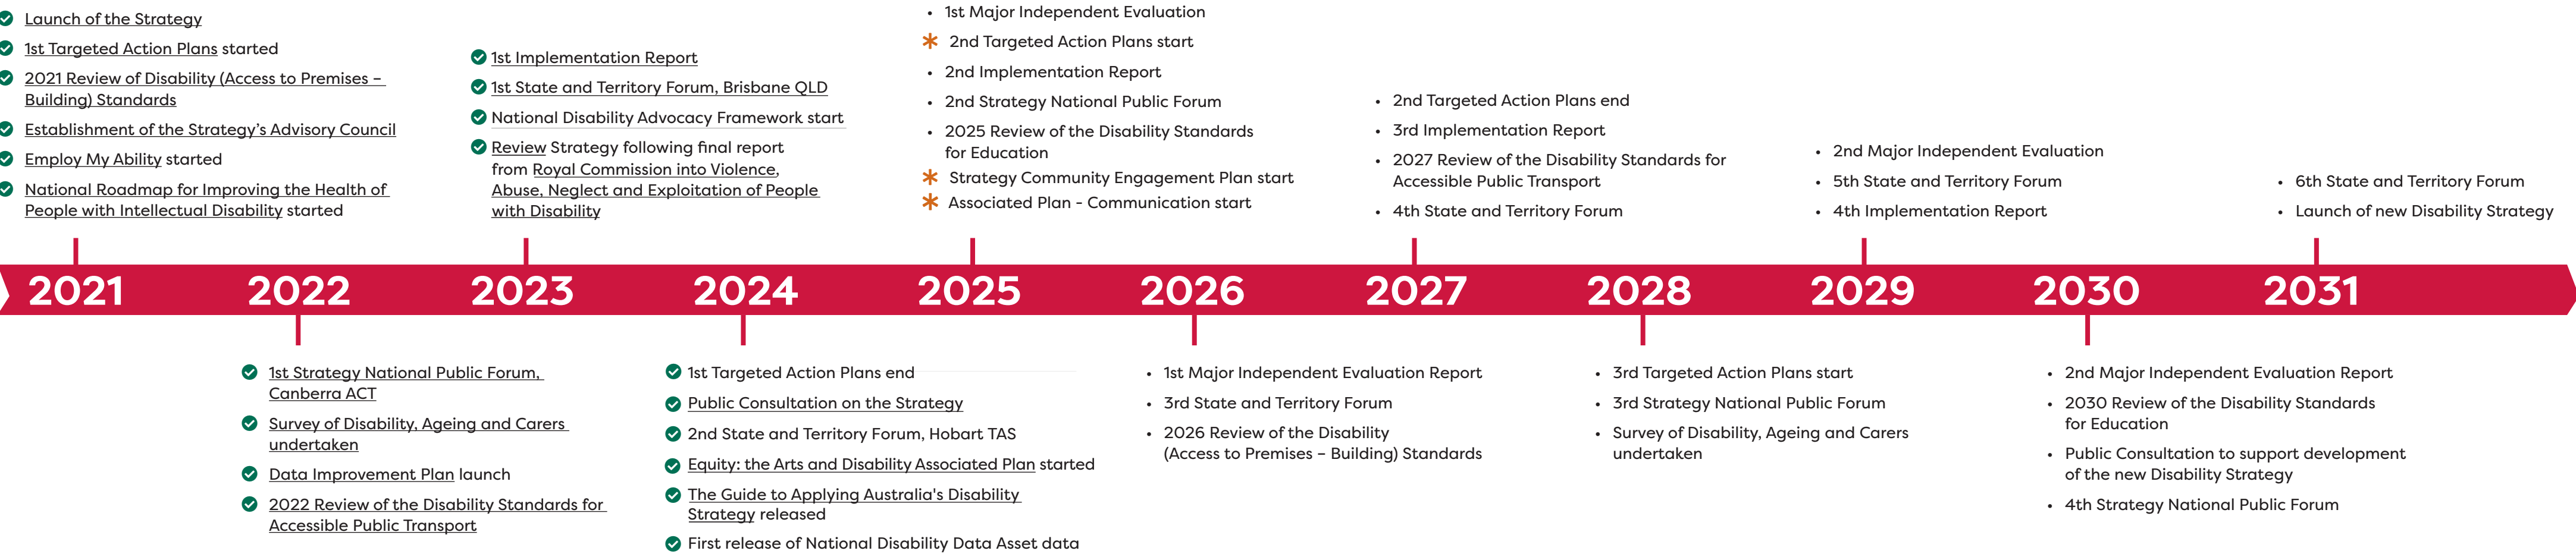 Launch of the Strategy
1st Targeted Action Plans started
2021 Review of Disability (Access to Premises –
Building) Standards
Establishment of the Strategy's Advisory Council
Employ My Ability started
National Roadmap for Improving the Health of
People with Intellectual Disability started
1st Implementation Report
1st State and Territory Forum, Brisbane QLD
National Disability Advocacy Framework start
Review Strategy following final report
from Royal Commission into Violence,
Abuse, Neglect and Exploitation of People
with Disability
• 1st Major Independent Evaluation
* 2nd Targeted Action Plans start
• 2nd Implementation Report
• 2nd Strategy National Public Forum
• 2025 Review of the Disability Standards
for Education
* Strategy Community Engagement Plan start
* Associated Plan - Communication start
• 2nd Targeted Action Plans end
• 3rd Implementation Report
• 2027 Review of the Disability Standards for
Accessible Public Transport
• 4th State and Territory Forum
• 2nd Major Independent Evaluation
• 5th State and Territory Forum
• 4th Implementation Report
• 6th State and Territory Forum
• Launch of new Disability Strategy
2021 2022 2023 2024 2025 2026 2027 2028 2029 2030 2031
1st Strategy National Public Forum,
Canberra ACT
Survey of Disability, Ageing and Carers
undertaken
Data Improvement Plan launch
2022 Review of the Disability Standards for
Accessible Public Transport
1st Targeted Action Plans end
Public Consultation on the Strategy
2nd State and Territory Forum, Hobart TAS
Equity: the Arts and Disability Associated Plan started
The Guide to Applying Australia's Disability
Strategy released
First release of National Disability Data Asset data
• 1st Major Independent Evaluation Report
• 3rd State and Territory Forum
• 2026 Review of the Disability
(Access to Premises – Building) Standards
• 3rd Targeted Action Plans start
• 3rd Strategy National Public Forum
• Survey of Disability, Ageing and Carers
undertaken
• 2nd Major Independent Evaluation Report
• 2030 Review of the Disability Standards
for Education
• Public Consultation to support development
of the new Disability Strategy
• 4th Strategy National Public Forum